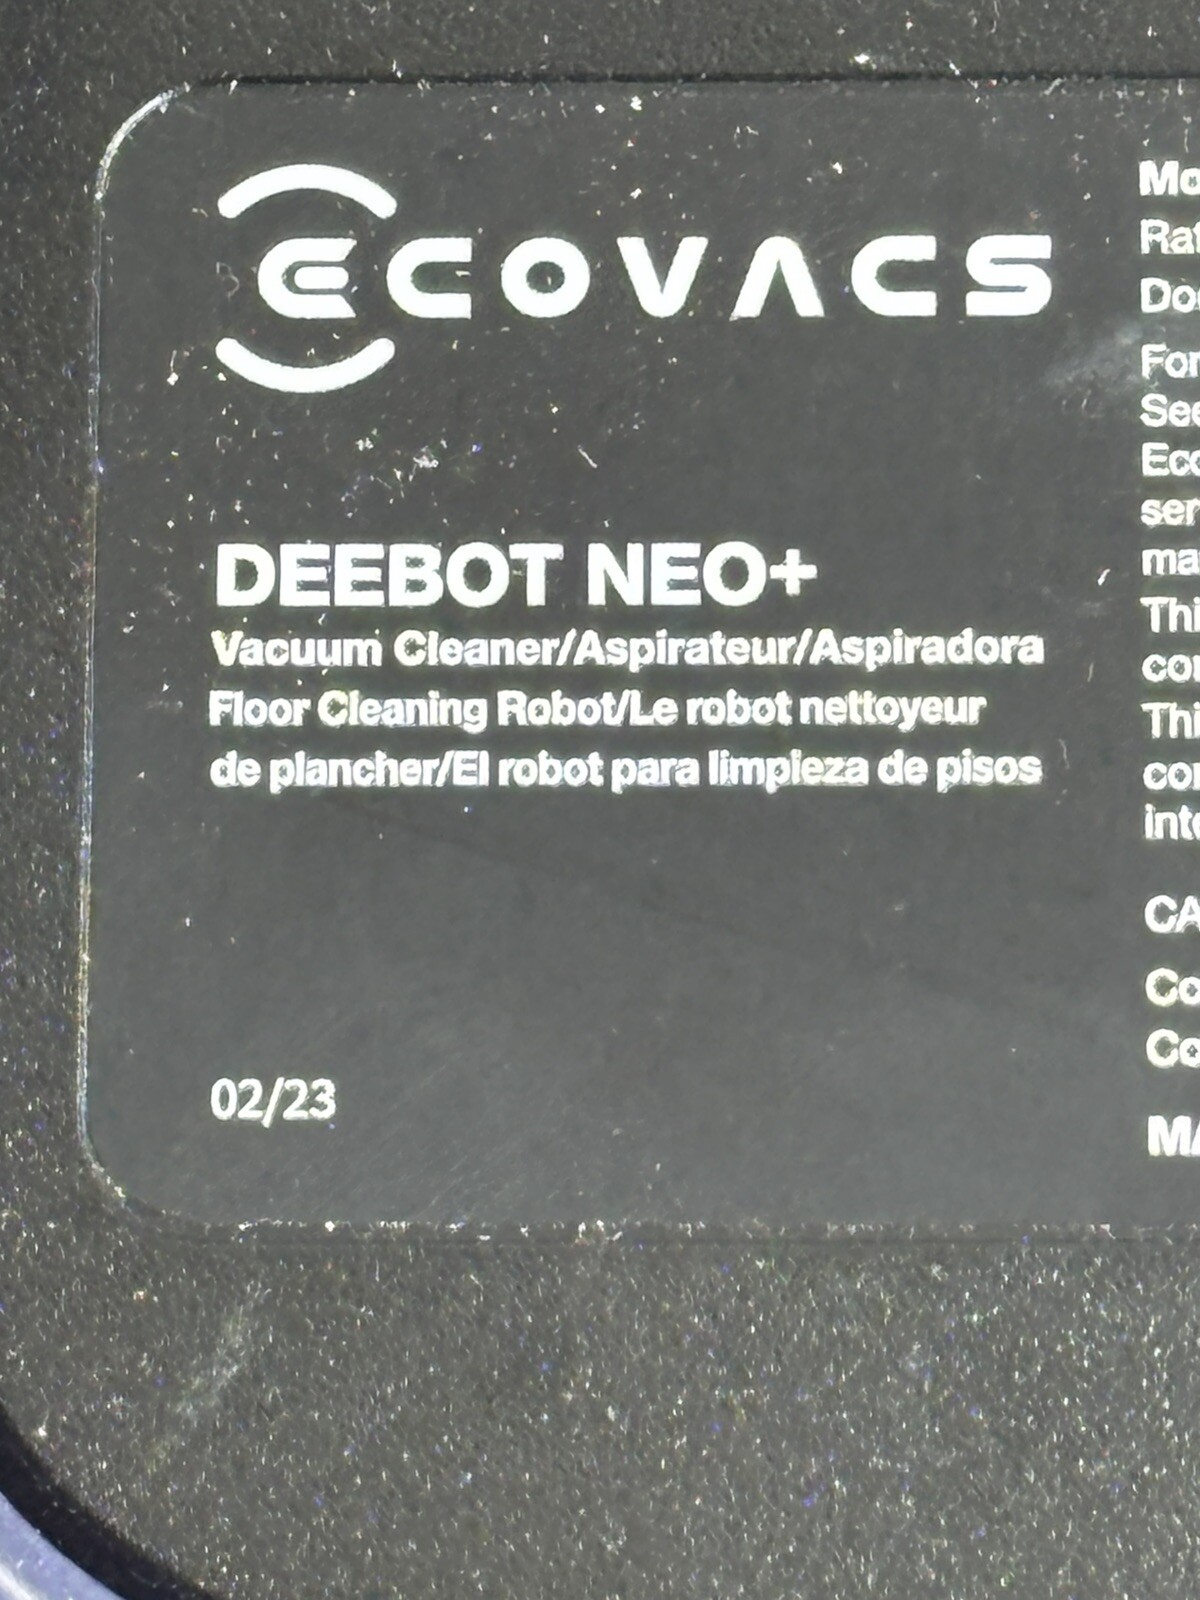 ECOVACS
DEEBOT NEO+
Vacuum Cleaner/Aspirateur/Aspiradora
Floor Cleaning Robot/Le robot nettoyeur
de plancher/El robot para limpieza de pisos
02/23